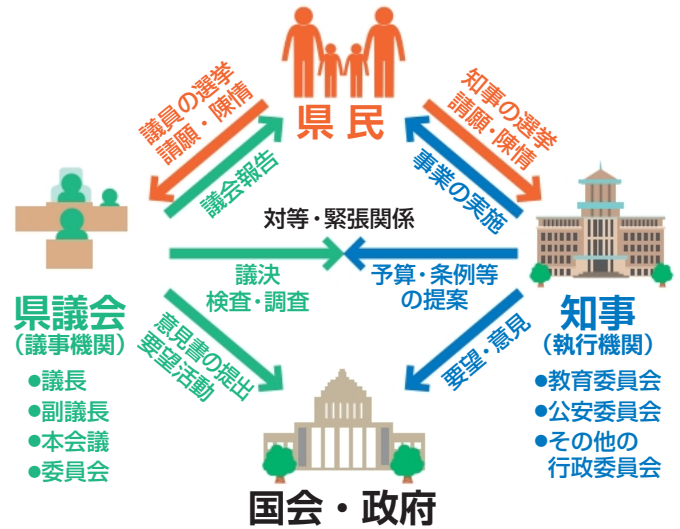 県民
議員の選挙
請願・陳情
知事の選挙
請願・陳情
議会報告
事業の実施
対等・緊張関係
議決
検査・調査
予算・条例等
の提案
県議会
（議事機関）
●議長
●副議長
●本会議
●委員会
知事
（執行機関）
●教育委員会
●公安委員会
●その他の
行政委員会
意見書の提出
要望活動
要望・意見
国会・政府